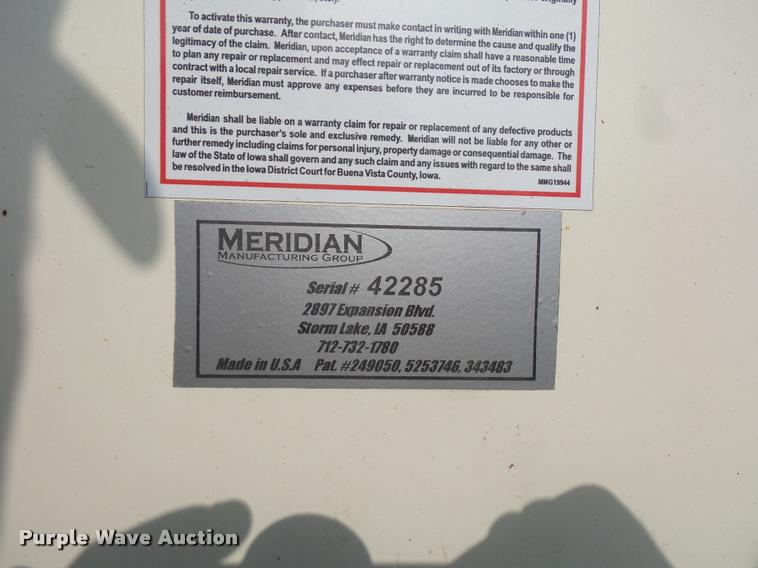 originally
To activate this warranty, the purchaser must make contact in writing with Meridian within one (1)
year of date of purchase. After contact, Meridian has the right to determine the cause and qualify the
legitimacy of the claim. Meridian, upon acceptance of a warranty claim shall have a reasonable time
to plan any repair or replacement and may effect repair or replacement out of its factory or through
contract with a local repair service. If a purchaser after warranty notice is made chooses to make the
repair itself, Meridian must approve any expenses before they are incurred to be responsible for
customer reimbursement.
Meridian shall be liable on a warranty claim for repair or replacement of any defective products
and this is the purchaser's sole and exclusive remedy. Meridian will not be liable for any other or
further remedy including claims for personal injury, property damage or consequential damage. The
law of the State of Iowa shall govern and any such claim and any issues with regard to the same shall
be resolved in the Iowa District Court for Buena Vista County, Iowa.
MMG19944
MERIDIAN
MANUFACTURING GROUP
Serial # 42285
2897 Expansion Blvd.
Storm Lake, IA 50588
712-732-1780
Made in U.S.A Pat. #249050, 5253746, 343483
Purple Wave Auction